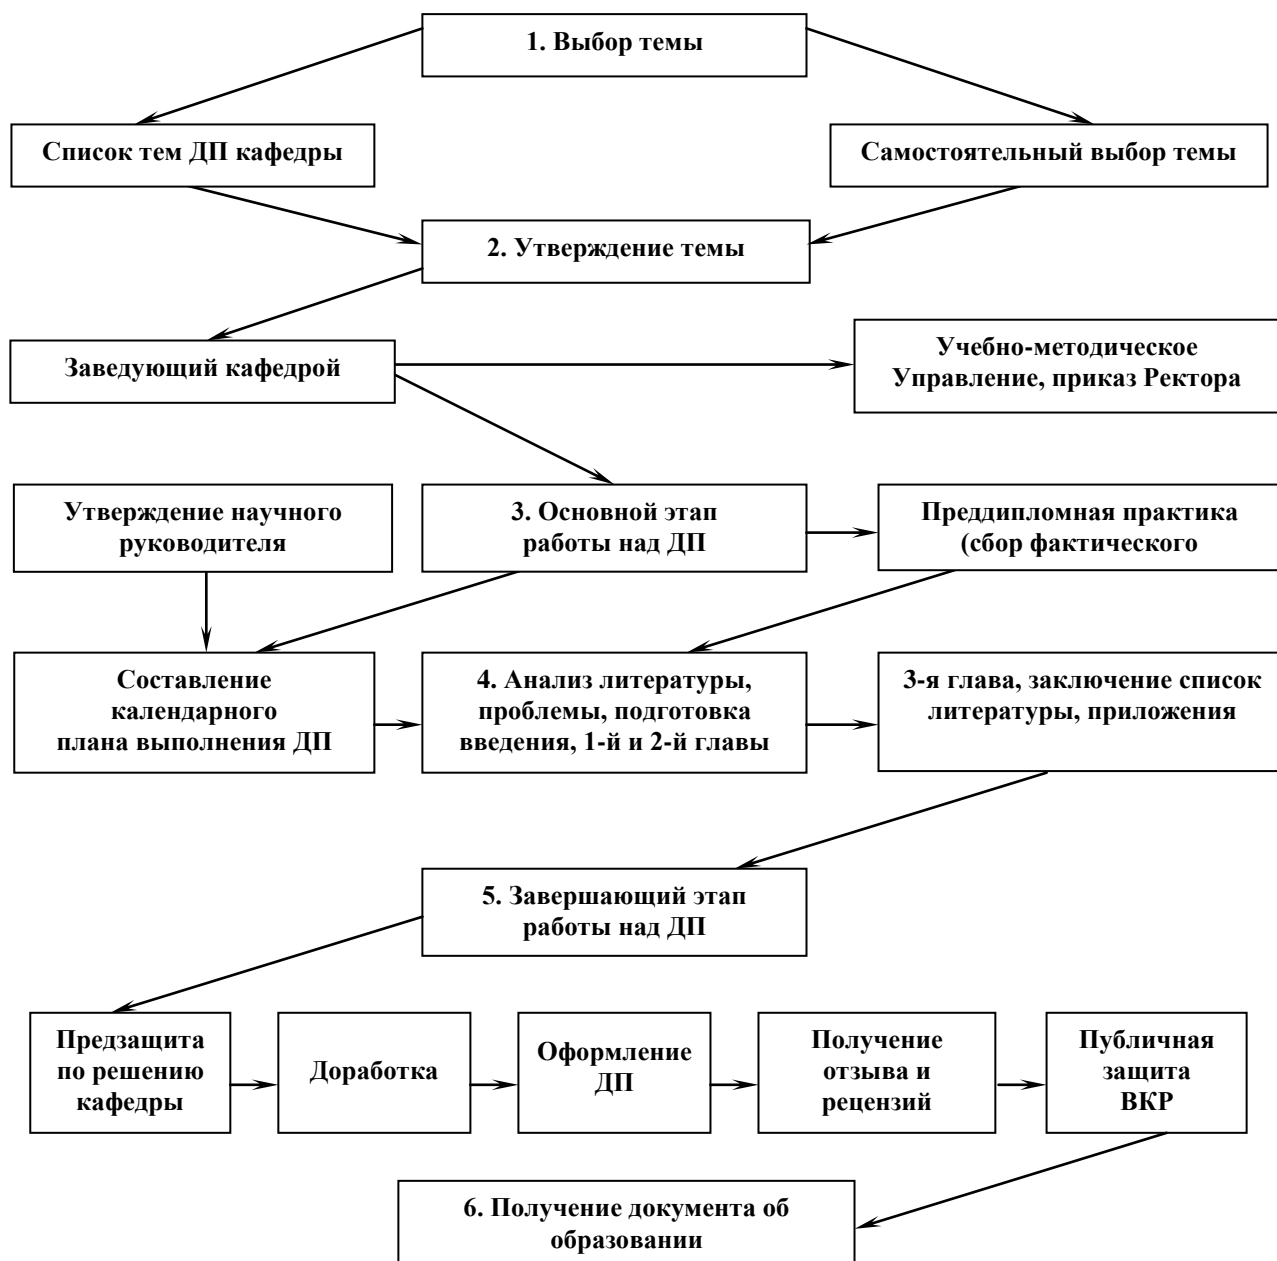 1. Выбор темы
Список тем ДП кафедры
Самостоятельный выбор темы
2. Утверждение темы
Заведующий кафедрой
Учебно-методическое
Управление, приказ Ректора
Утверждение научного
руководителя
3. Основной этап
работы над ДП
Преддипломная практика
(сбор фактического
Составление
календарного
плана выполнения ДП
4. Анализ литературы,
проблемы, подготовка
введения, 1-й и 2-й главы
3-я глава, заключение список
литературы, приложения
5. Завершающий этап
работы над ДП
Предзащита
по решению
кафедры
Доработка
Оформление
ДП
Получение
отзыва и
рецензий
Публичная
защита
ВКР
6. Получение документа об
образовании